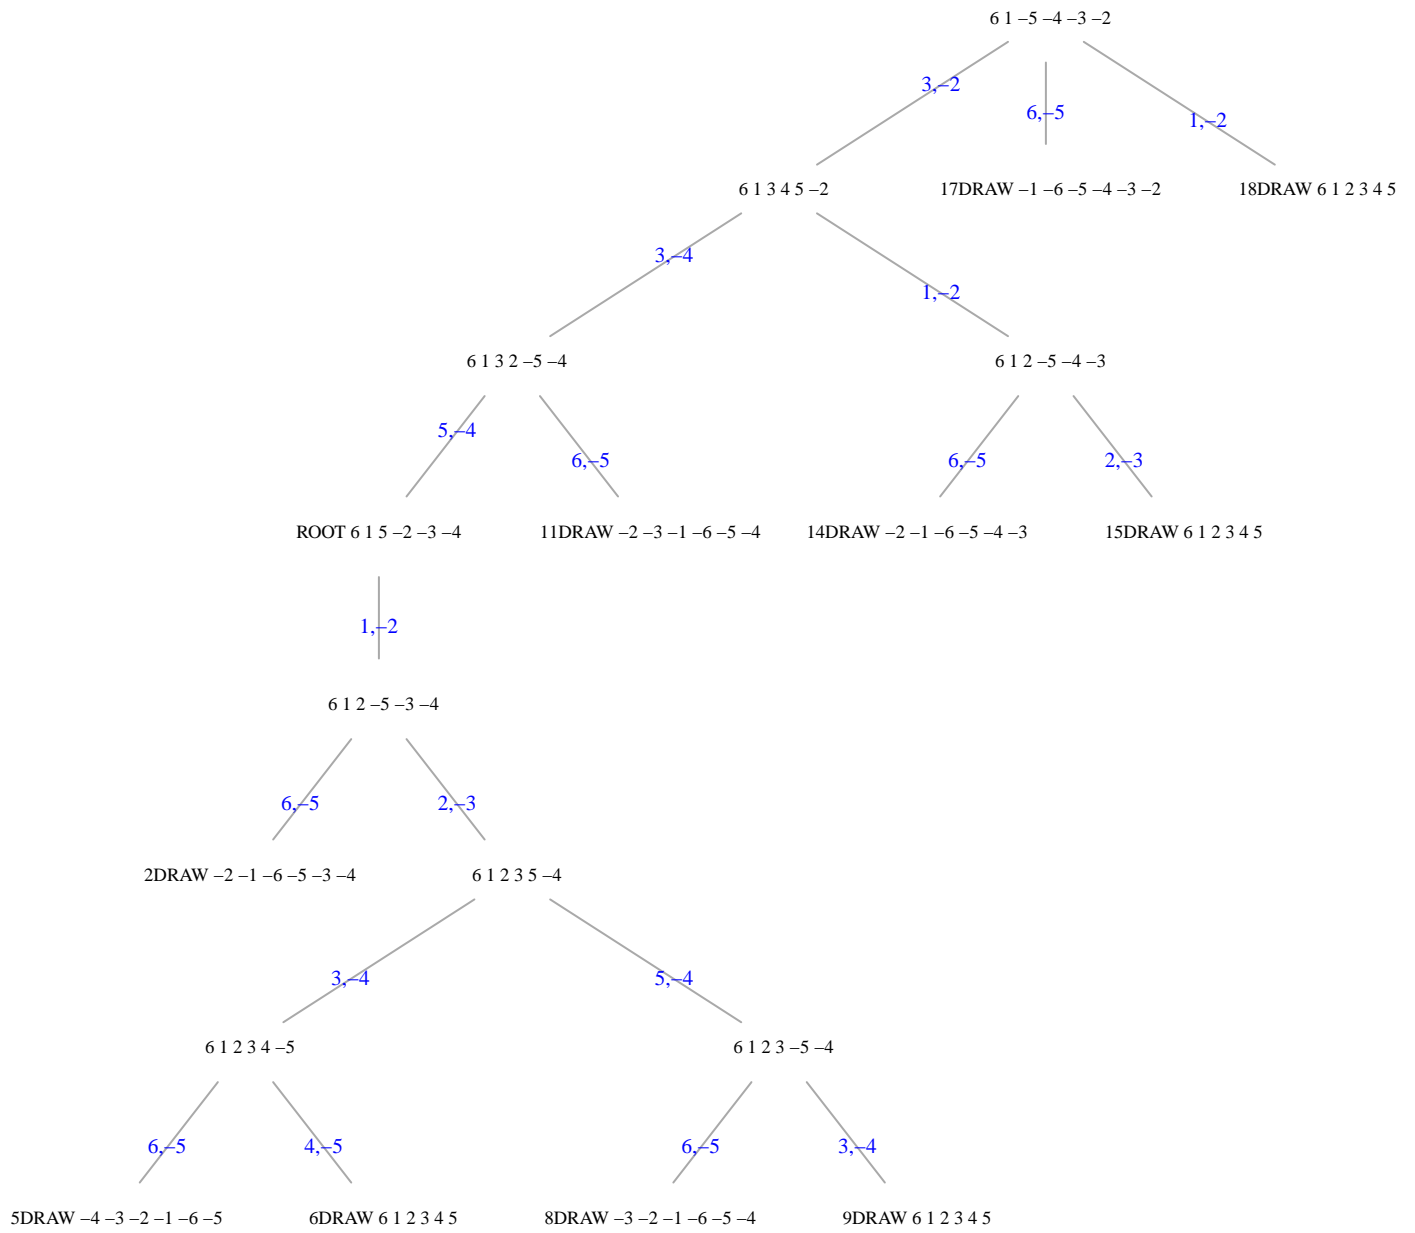 6 1 –5 –4 –3 –2
3,–2
6,–5
1,–2
6 1 3 4 5 –2
17DRAW –1 –6 –5 –4 –3 –2
18DRAW 6 1 2 3 4 5
3,–4
1,–2
6 1 3 2 –5 –4
6 1 2 –5 –4 –3
5,–4
6,–5
6,–5
2,–3
ROOT 6 1 5 –2 –3 –4
11DRAW –2 –3 –1 –6 –5 –4
14DRAW –2 –1 –6 –5 –4 –3
15DRAW 6 1 2 3 4 5
1,–2
6 1 2 –5 –3 –4
6,–5
2,–3
2DRAW –2 –1 –6 –5 –3 –4
6 1 2 3 5 –4
3,–4
5,–4
6 1 2 3 4 –5
6 1 2 3 –5 –4
6,–5
4,–5
6,–5
3,–4
5DRAW –4 –3 –2 –1 –6 –5
6DRAW 6 1 2 3 4 5
8DRAW –3 –2 –1 –6 –5 –4
9DRAW 6 1 2 3 4 5